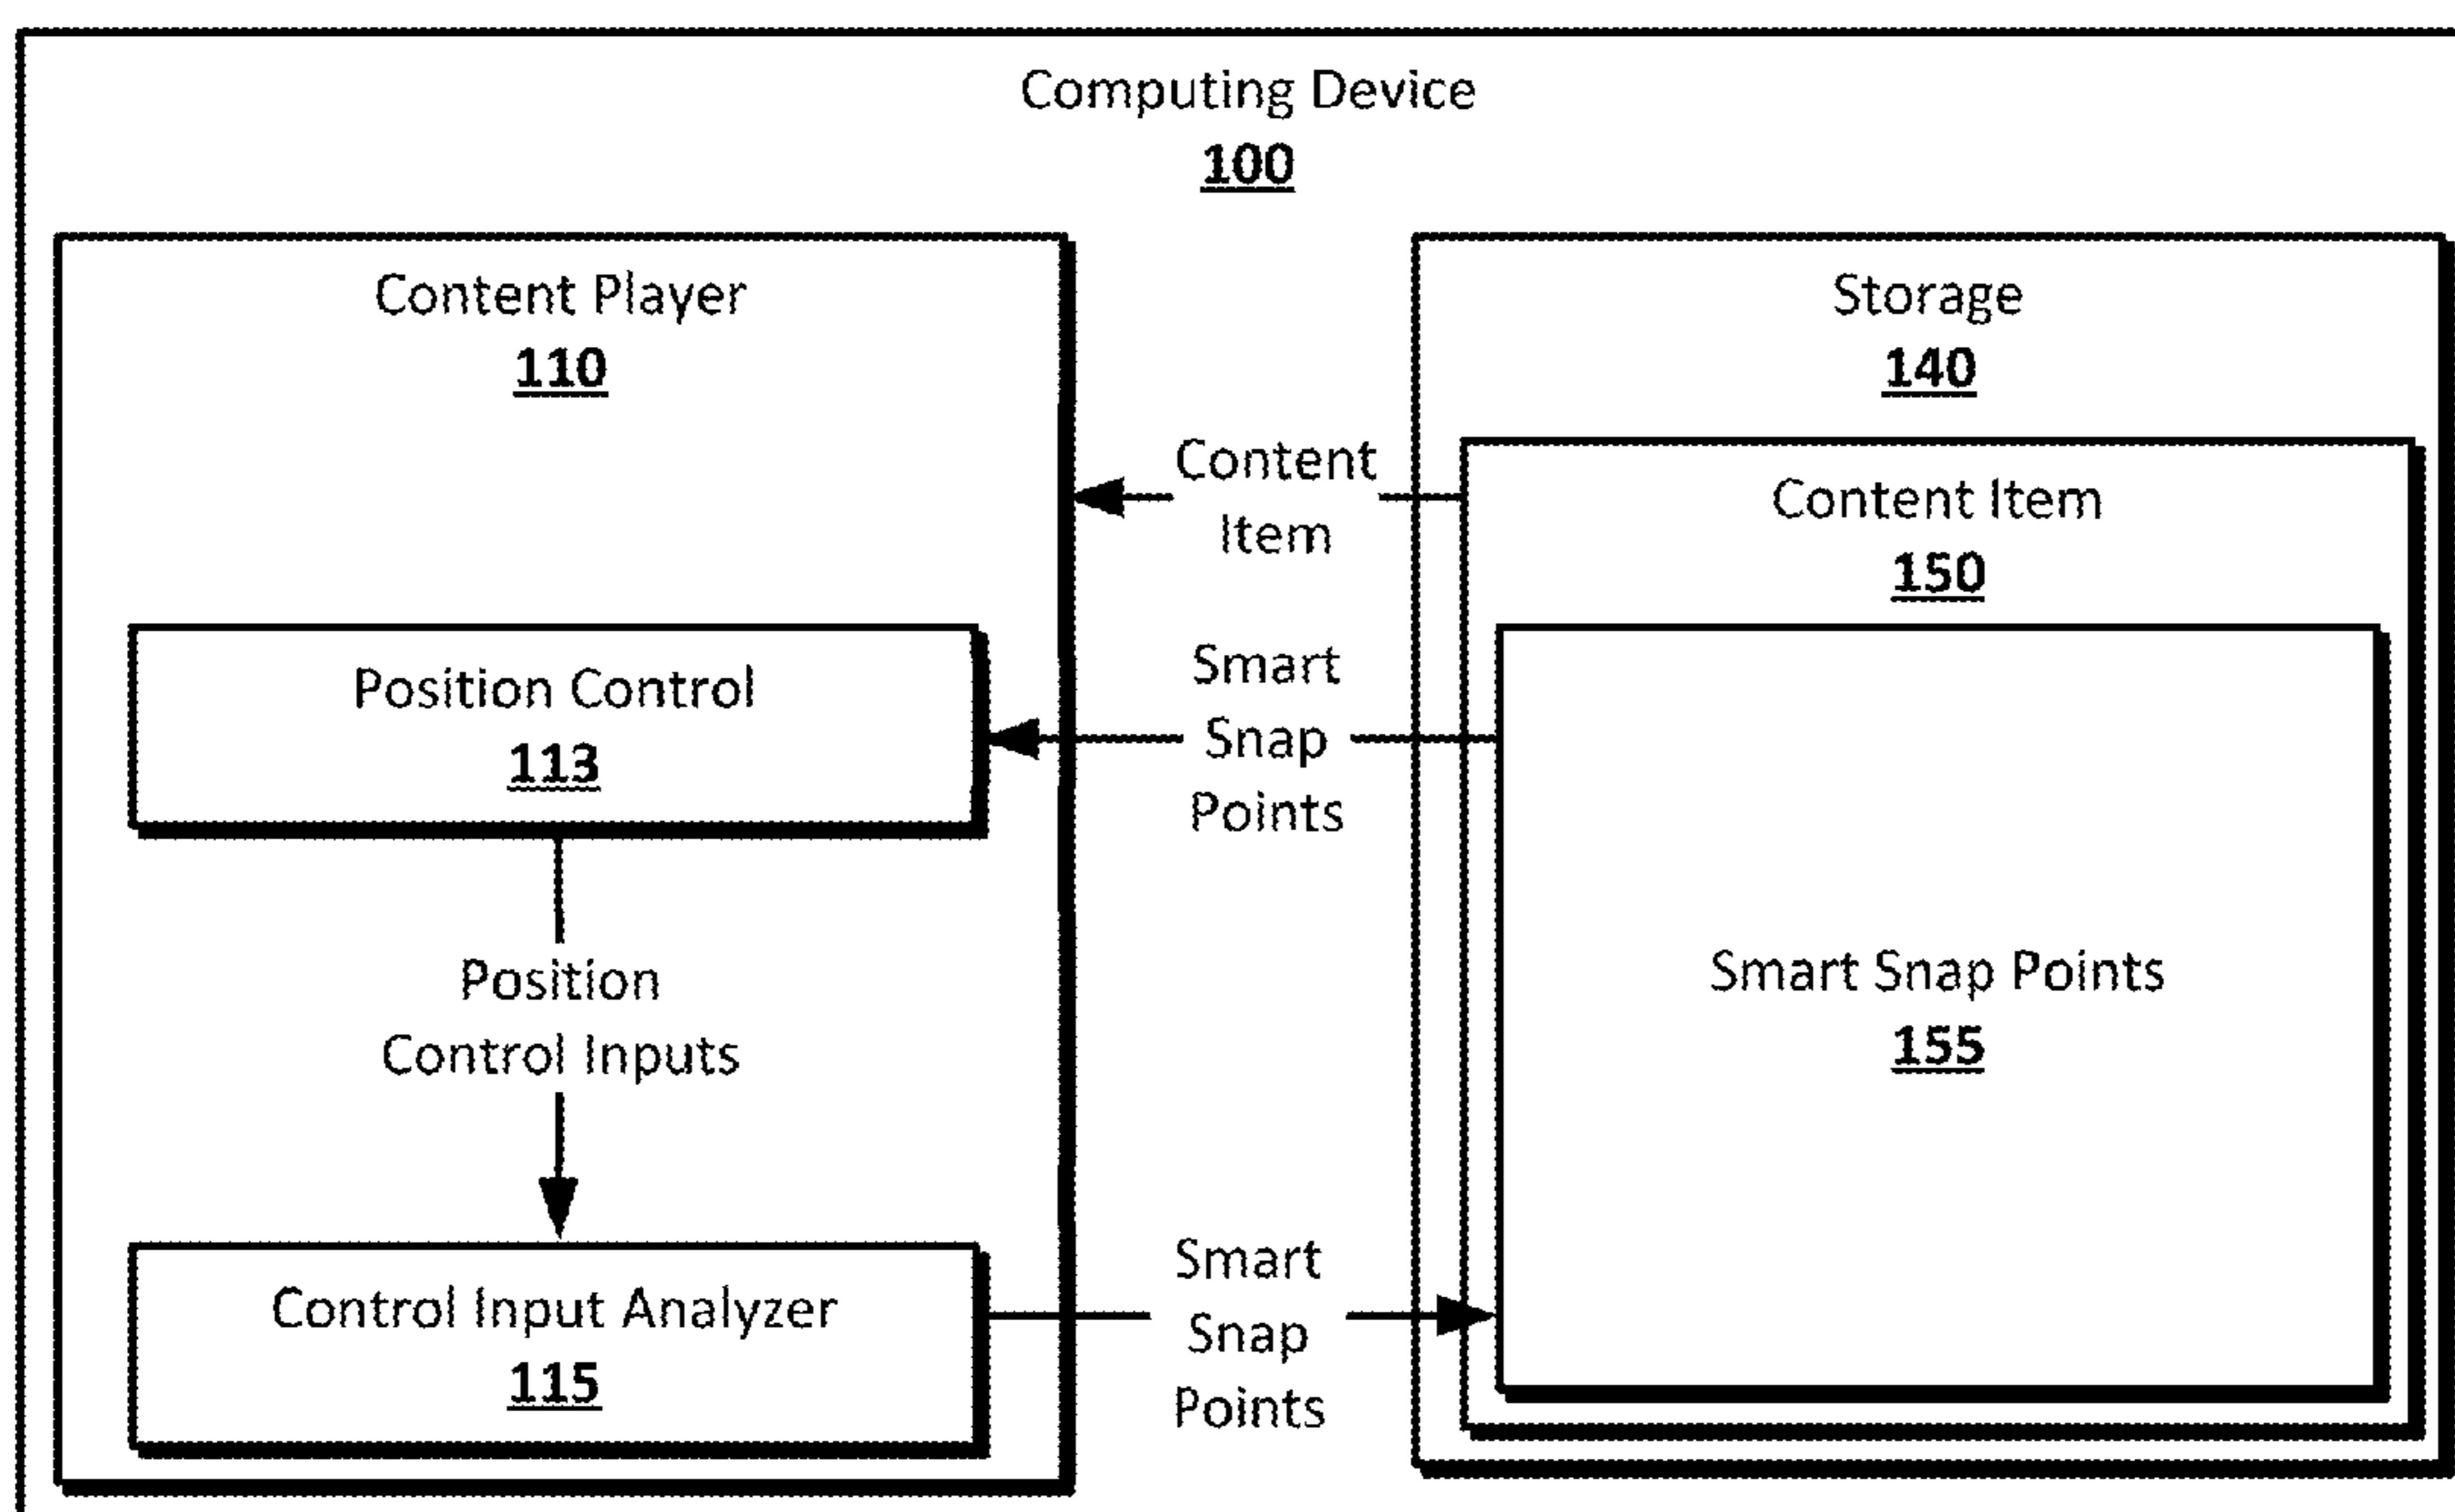 Computing Device
100
Content Player
110
Storage
140
Content
Item
Content Item
150
Position Control
113
Smart
Snap
Points
Smart Snap Points
155
Position
Control Inputs
Control Input Analyzer
115
Smart
Snap
Points